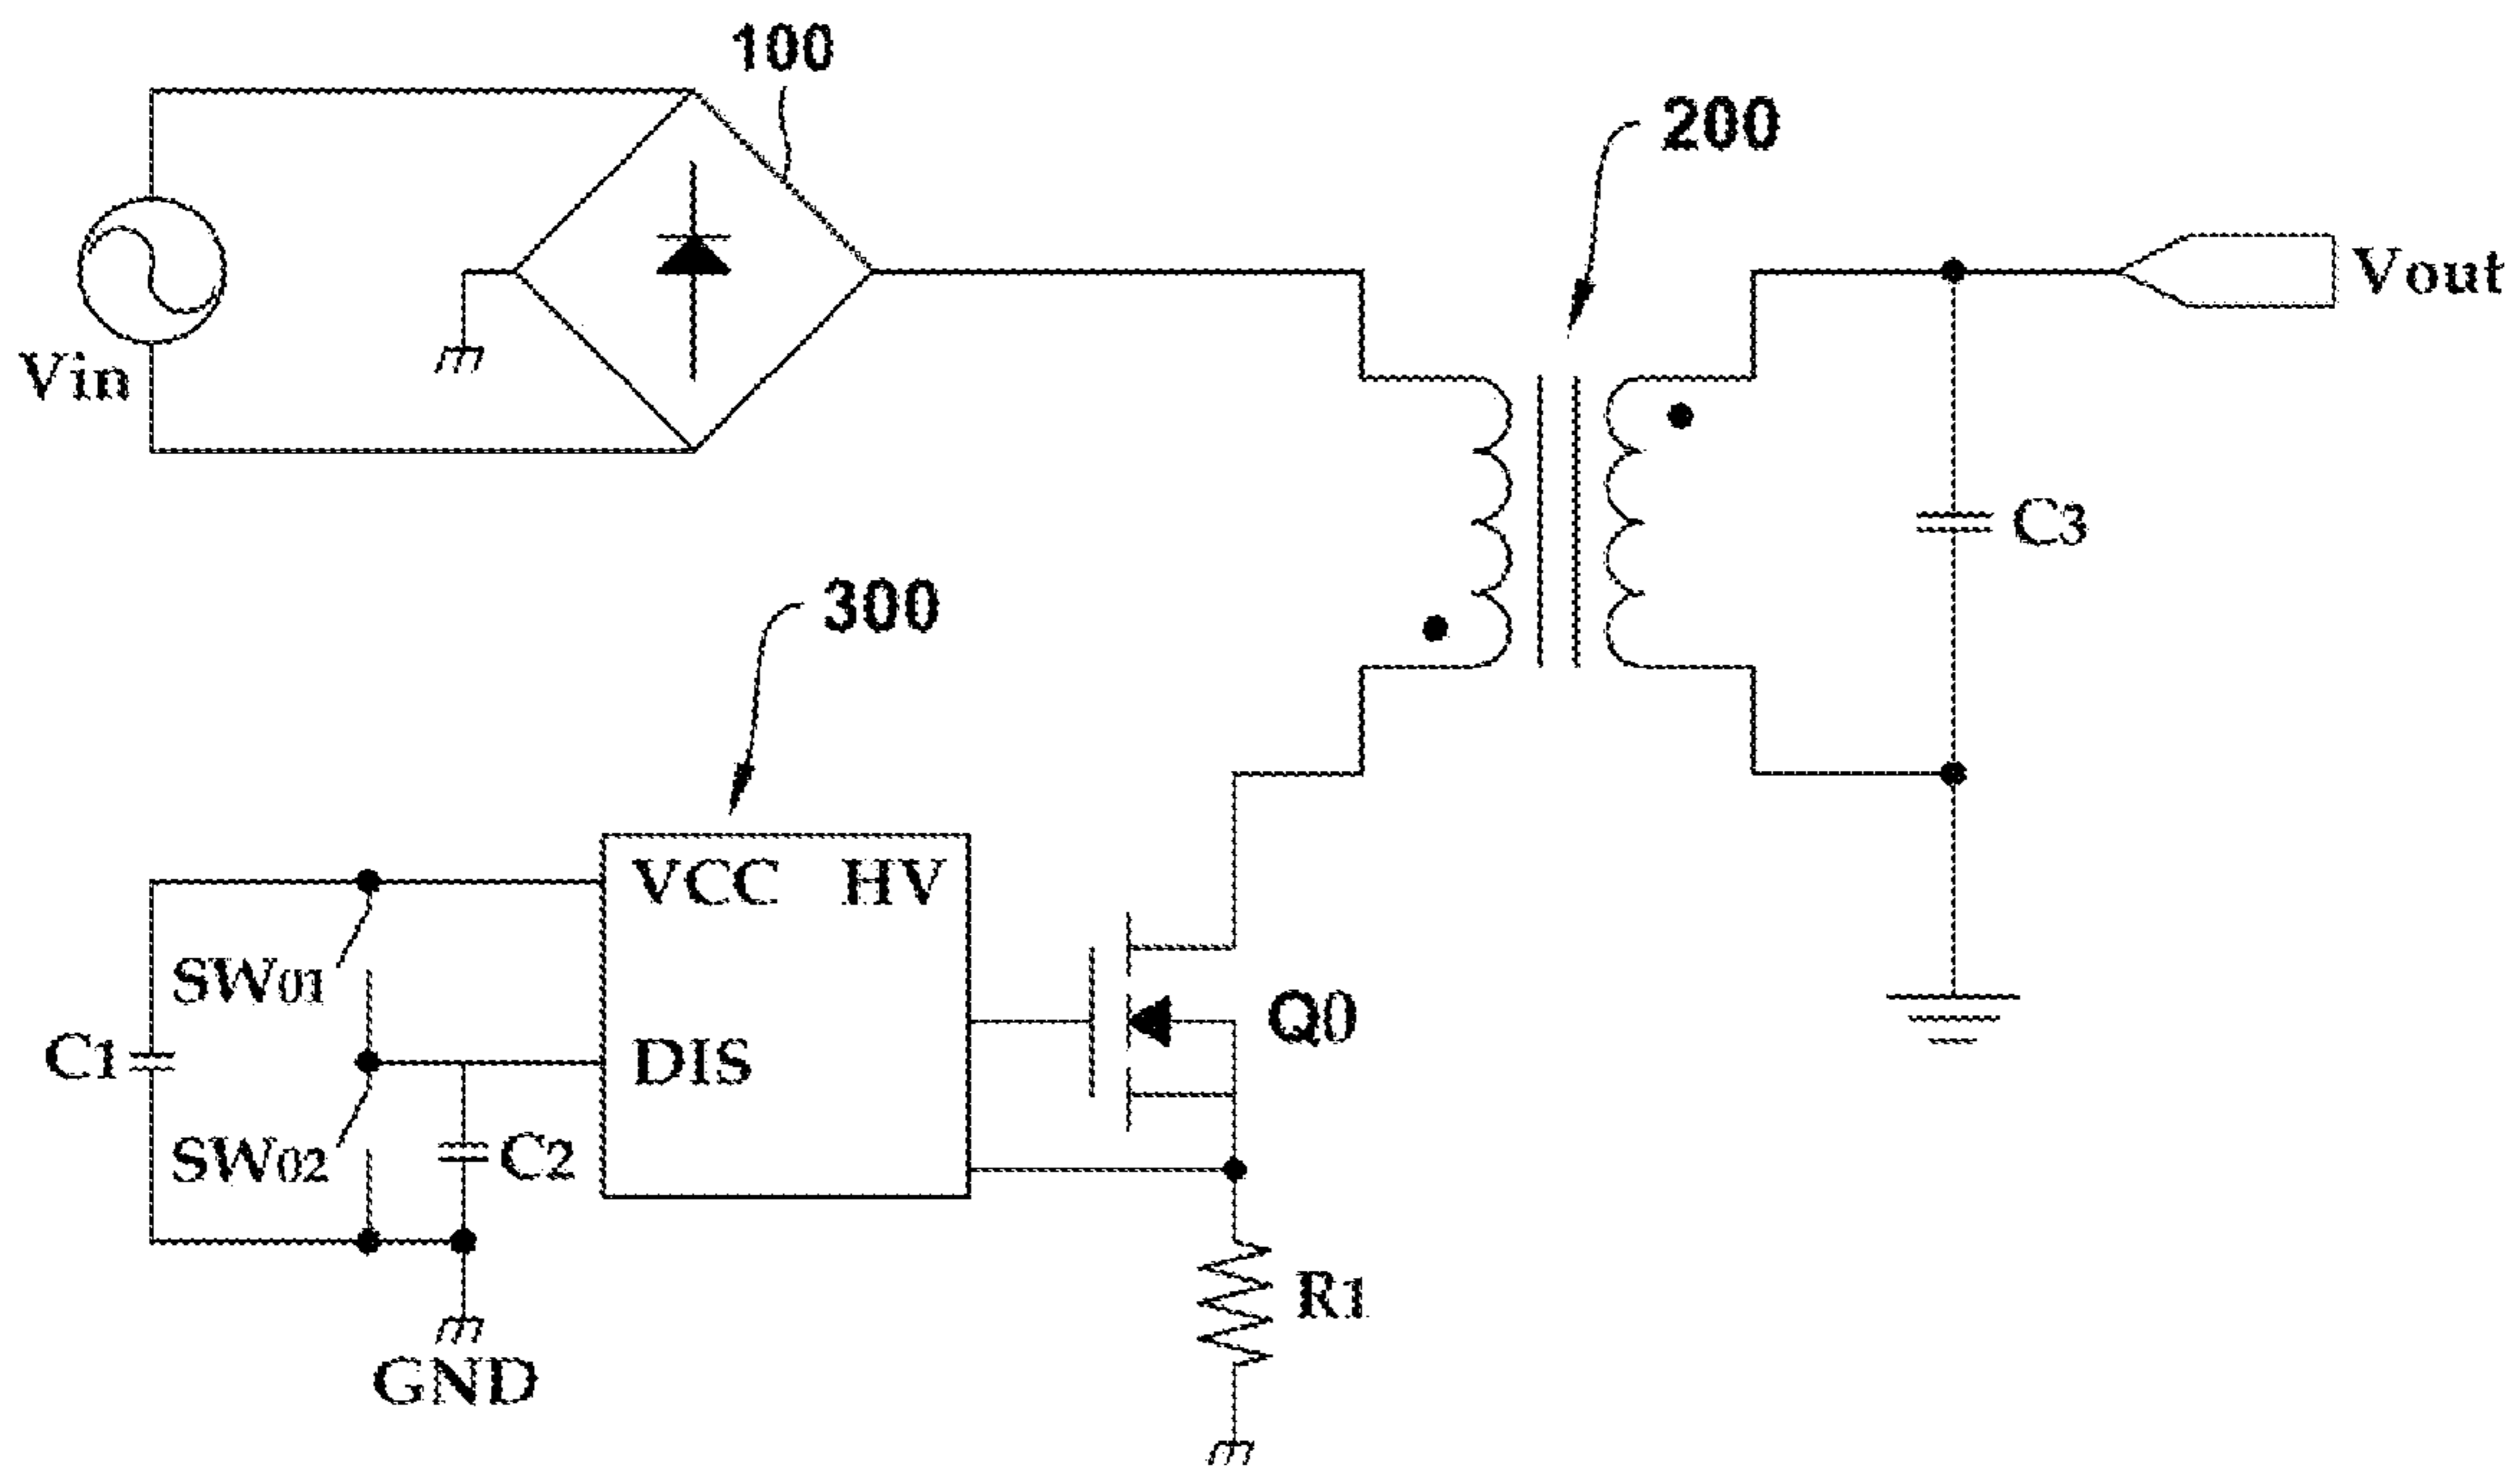 100
200
Vout
Vin
C3
300
VCC HV
SW01
Q0
C1
DIS
SW02
C2
R1
GND